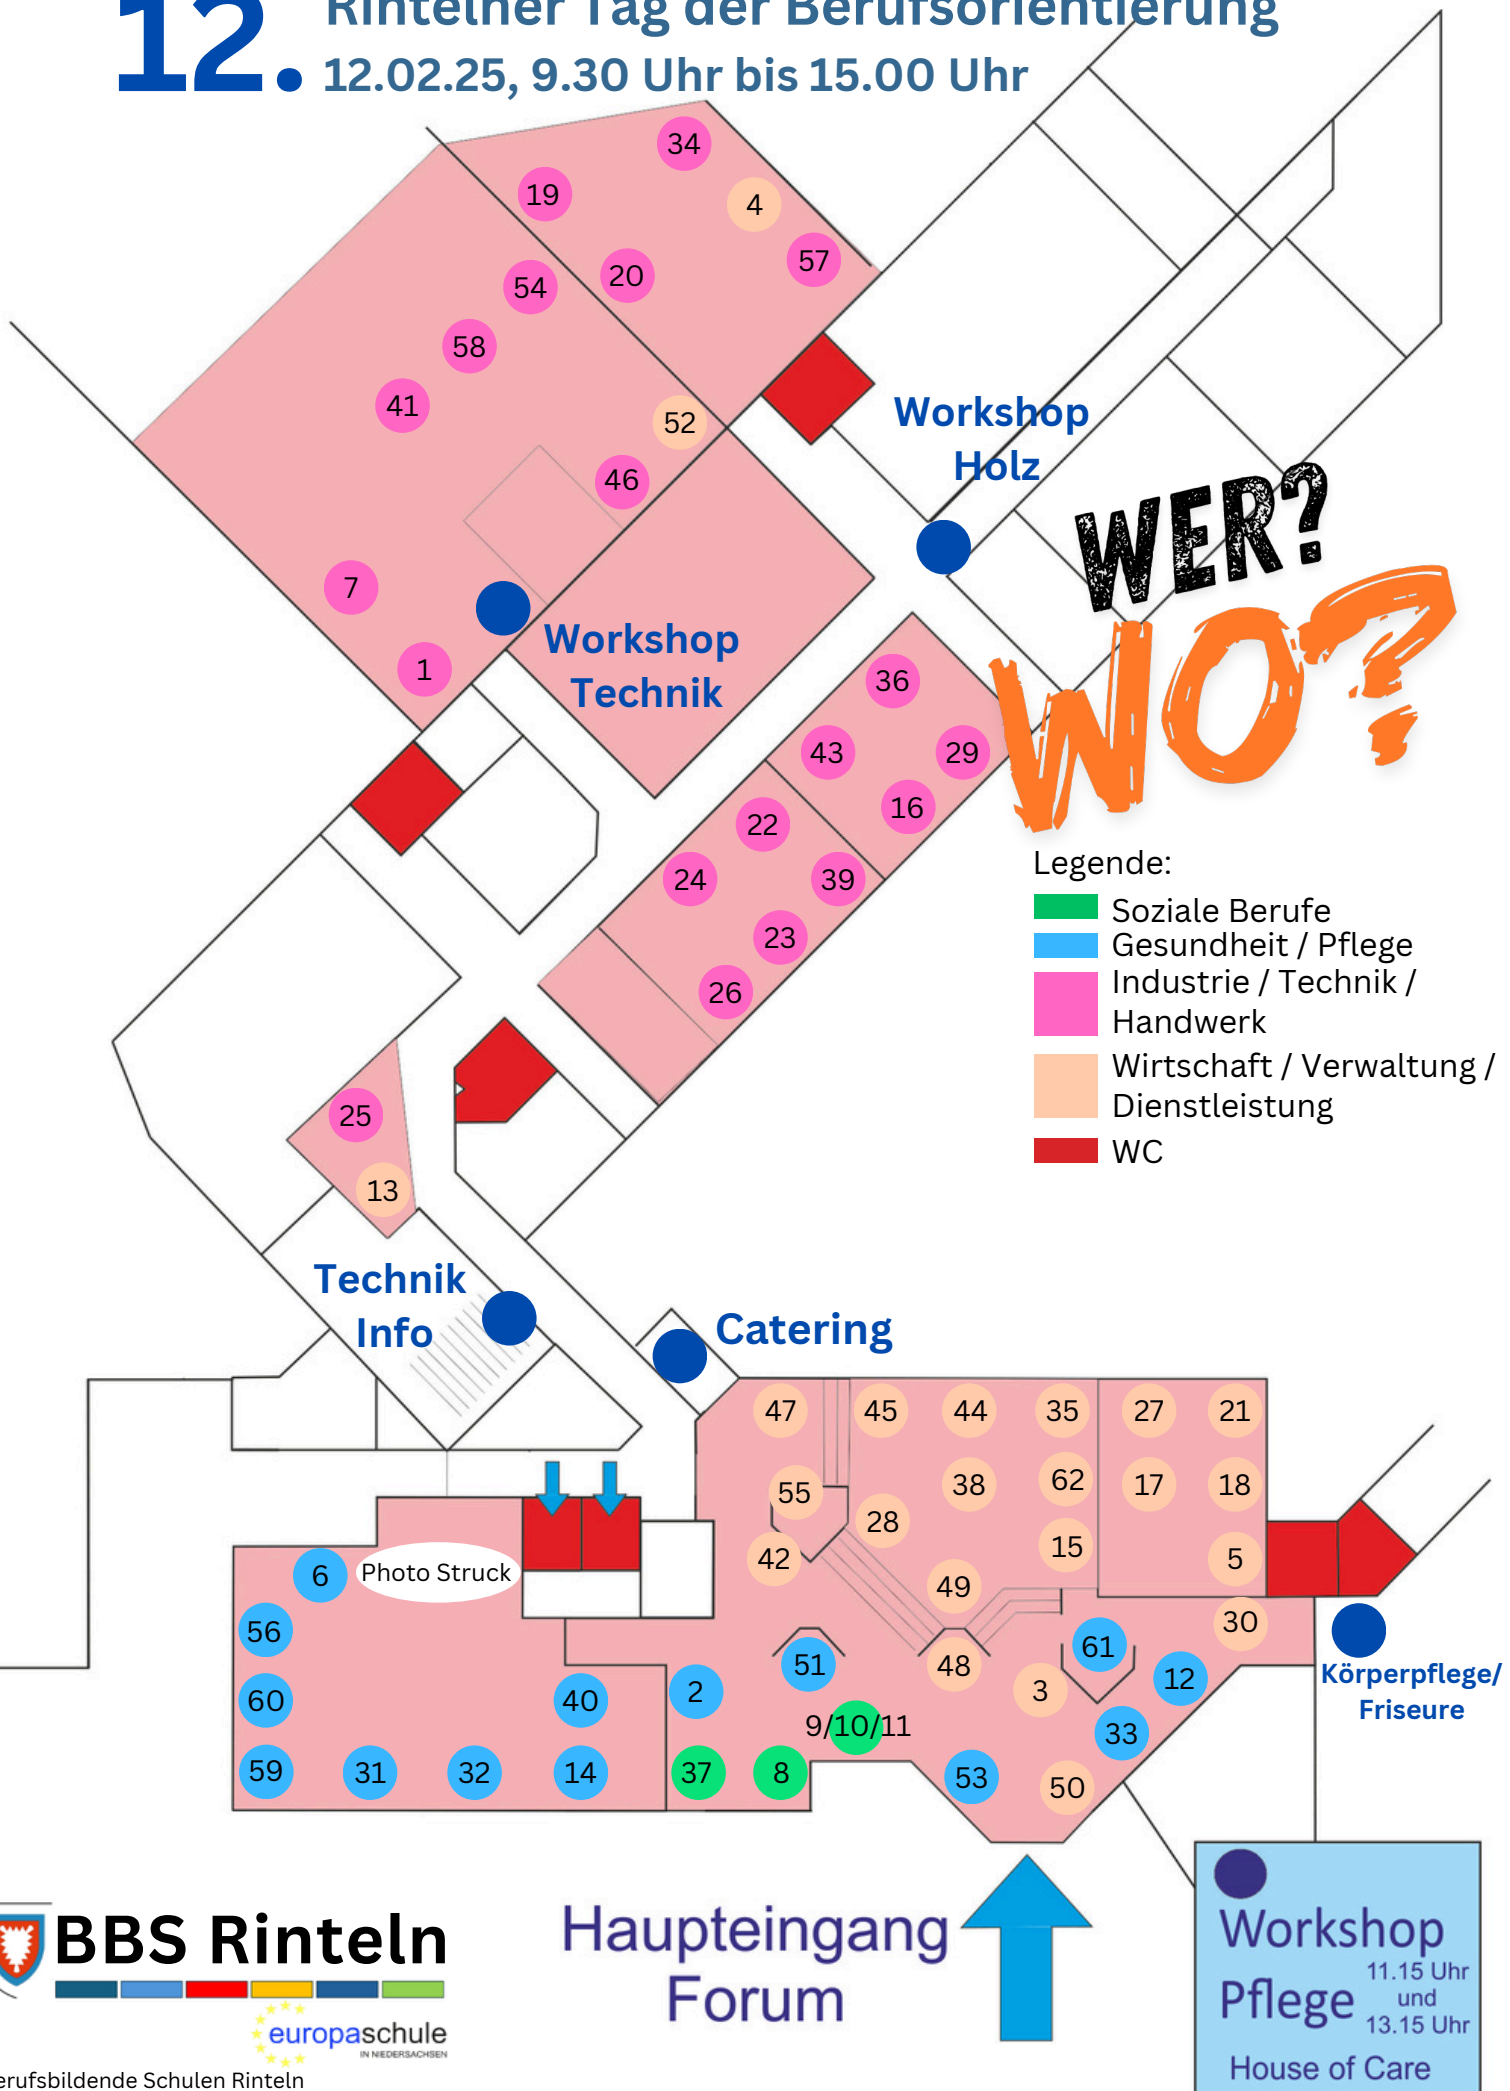 12.
Rintelner Tag der Berufsorientierung
12.02.25, 9.30 Uhr bis 15.00 Uhr
34
19
4
57
20
54
58
41
52
46
7
1
Workshop
Holz
WER?
WO?
Workshop
Technik
36
43
29
16
22
24
39
23
26
Legende:
Soziale Berufe
Gesundheit / Pflege
Industrie / Technik /
Handwerk
Wirtschaft / Verwaltung /
Dienstleistung
WC
25
13
Technik
Info
Catering
47
45
44
35
27
21
55
38
62
17
18
28
42
15
5
49
30
6
Photo Struck
56
60
40
59
31
32
14
2
51
48
3
61
12
9/10/11
33
37
8
53
50
Körperpflege/
Friseure
BBS Rinteln
europaschule
IN NIEDERSACHSEN
erufsbildende Schulen Rinteln
Haupteingang
Forum
Workshop
Pflege
11.15 Uhr
und
13.15 Uhr
House of Care